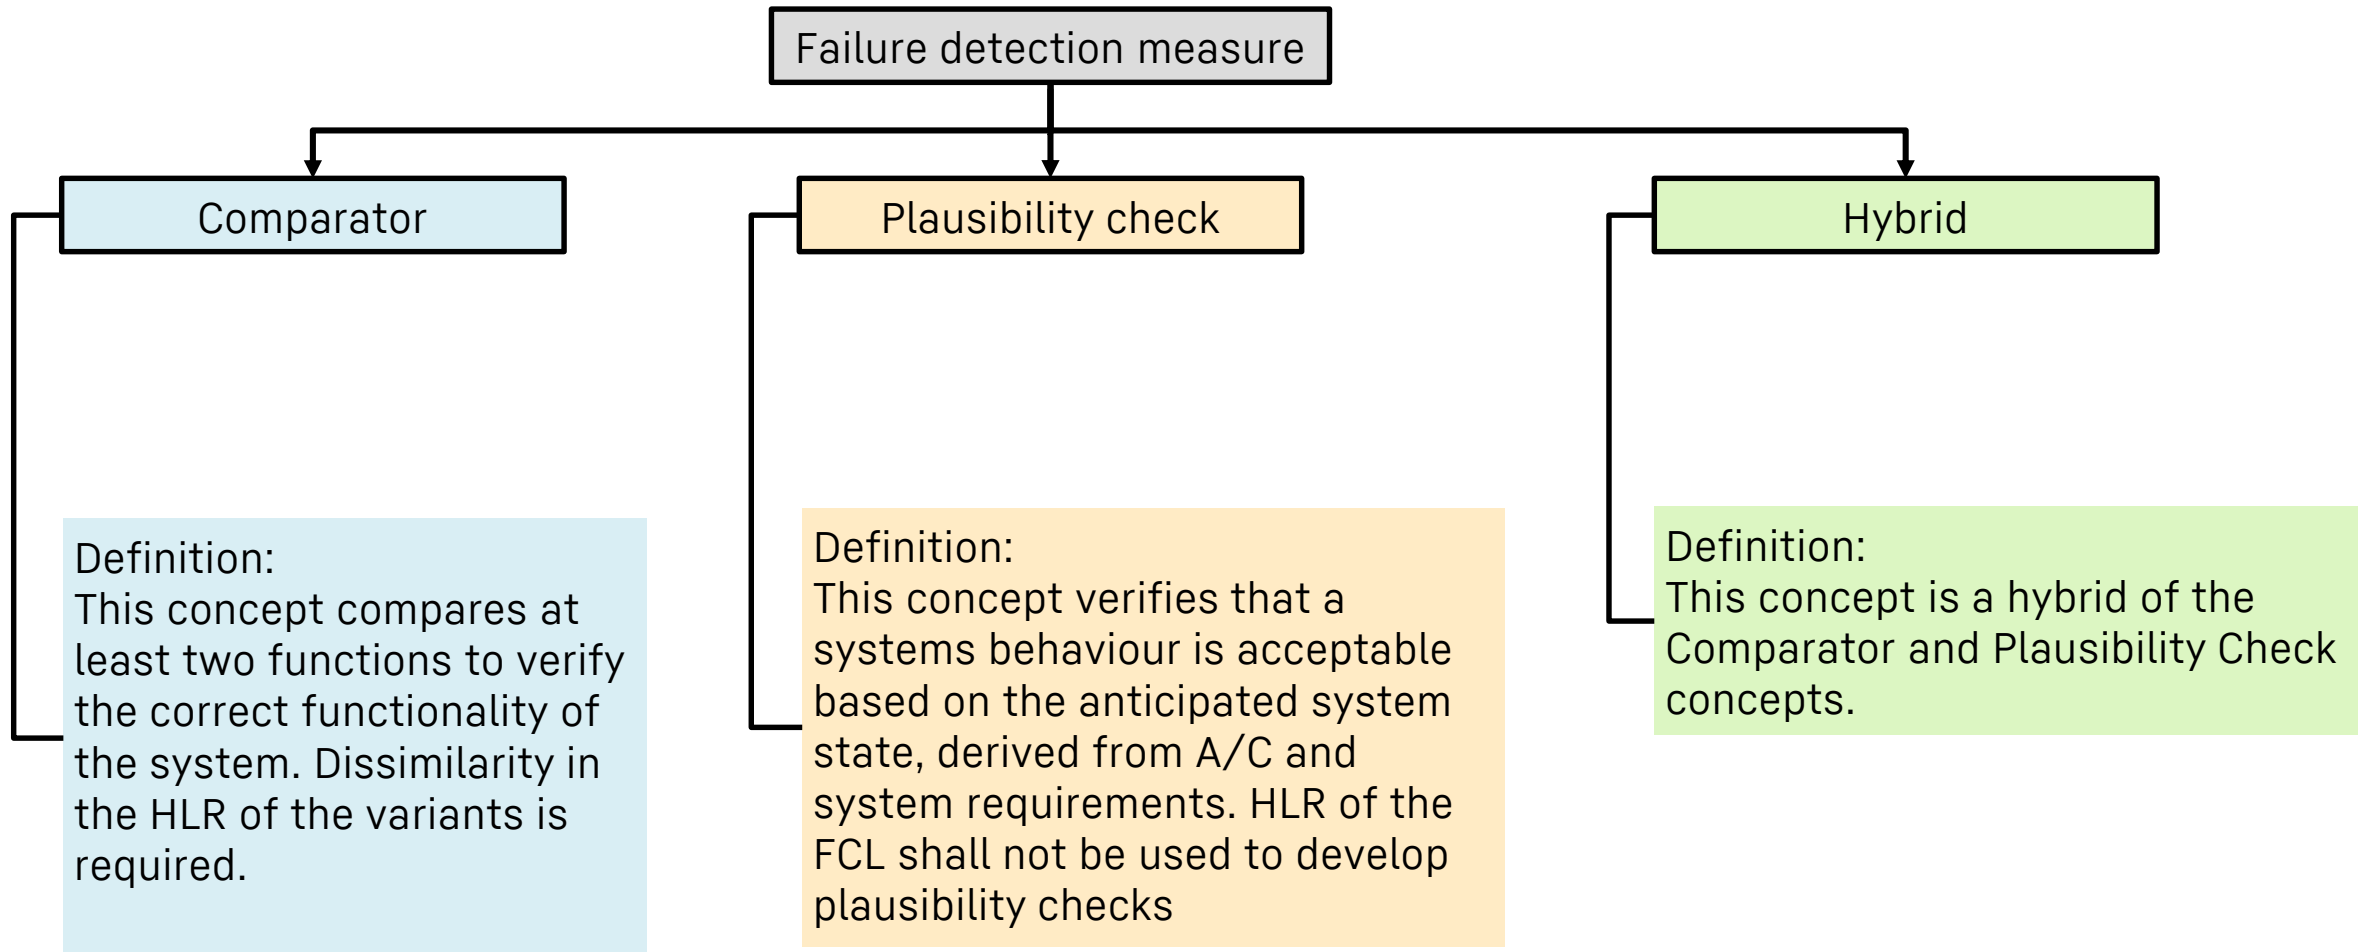 Failure detection measure
Comparator
Plausibility check
Hybrid
Definition:
This concept compares at
least two functions to verify
the correct functionality of
the system. Dissimilarity in
the HLR of the variants is
required.
Definition:
This concept verifies that a
systems behaviour is acceptable
based on the anticipated system
state, derived from A/C and
system requirements. HLR of the
FCL shall not be used to develop
plausibility checks
Definition:
This concept is a hybrid of the
Comparator and Plausibility Check
concepts.